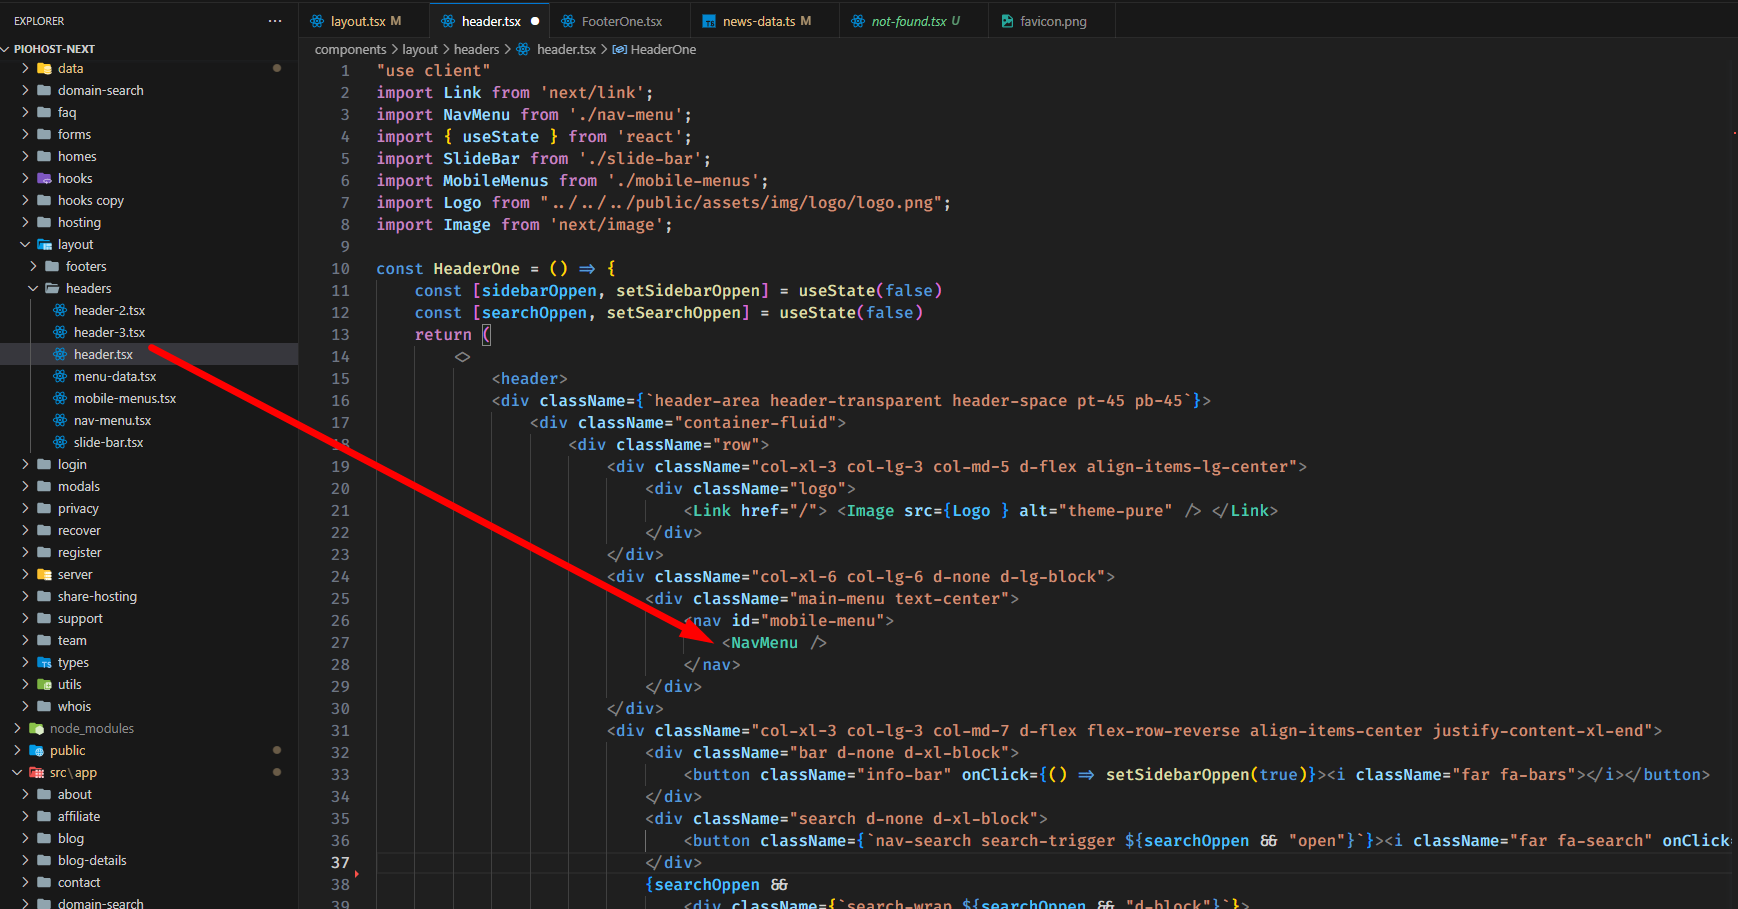 EXPLORER ...
PIOHOST-NEXT
data
domain-search
faq
forms
homes
hooks
hooks copy
hosting
layout
footers
headers
header-2.tsx
header-3.tsx
header.tsx
menu-data.tsx
mobile-menus.tsx
nav-menu.tsx
slide-bar.tsx
login
modals
privacy
recover
register
server
share-hosting
support
team
types
utils
whois
node_modules
public
src\app
about
affiliate
blog
blog-details
contact
domain-search
layout.tsx M header.tsx FooterOne.tsx news-data.ts M not-found.tsx U favicon.png
components > layout > headers > header.tsx > HeaderOne
1 "use client"
2 import Link from 'next/link';
3 import NavMenu from './nav-menu';
4 import { useState } from 'react';
5 import SlideBar from './slide-bar';
6 import MobileMenus from './mobile-menus';
7 import Logo from "../../../public/assets/img/logo/logo.png";
8 import Image from 'next/image';
9
10 const HeaderOne = () => {
11 const [sidebarOppen, setSidebarOppen] = useState(false)
12 const [searchOppen, setSearchOppen] = useState(false)
13 return (
14 <>
15 <header>
16 <div className={`header-area header-transparent header-space pt-45 pb-45`}>
17 <div className="container-fluid">
18 <div className="row">
19 <div className="col-xl-3 col-lg-3 col-md-5 d-flex align-items-lg-center">
20 <div className="logo">
21 <Link href="/"> <Image src={Logo } alt="theme-pure" /> </Link>
22 </div>
23 </div>
24 <div className="col-xl-6 col-lg-6 d-none d-lg-block">
25 <div className="main-menu text-center">
26 <nav id="mobile-menu">
27 <NavMenu />
28 </nav>
29 </div>
30 </div>
31 <div className="col-xl-3 col-lg-3 col-md-7 d-flex flex-row-reverse align-items-center justify-content-xl-end">
32 <div className="bar d-none d-xl-block">
33 <button className="info-bar" onClick={() => setSidebarOppen(true)}><i className="far fa-bars"></i></button>
34 </div>
35 <div className="search d-none d-xl-block">
36 <button className={`nav-search search-trigger ${searchOppen && "open"}`}><i className="far fa-search" onClick=
37 </div>
38 {searchOppen &&
39 <div className={`search-wrap ${searchOppen && "d-block"}`}>